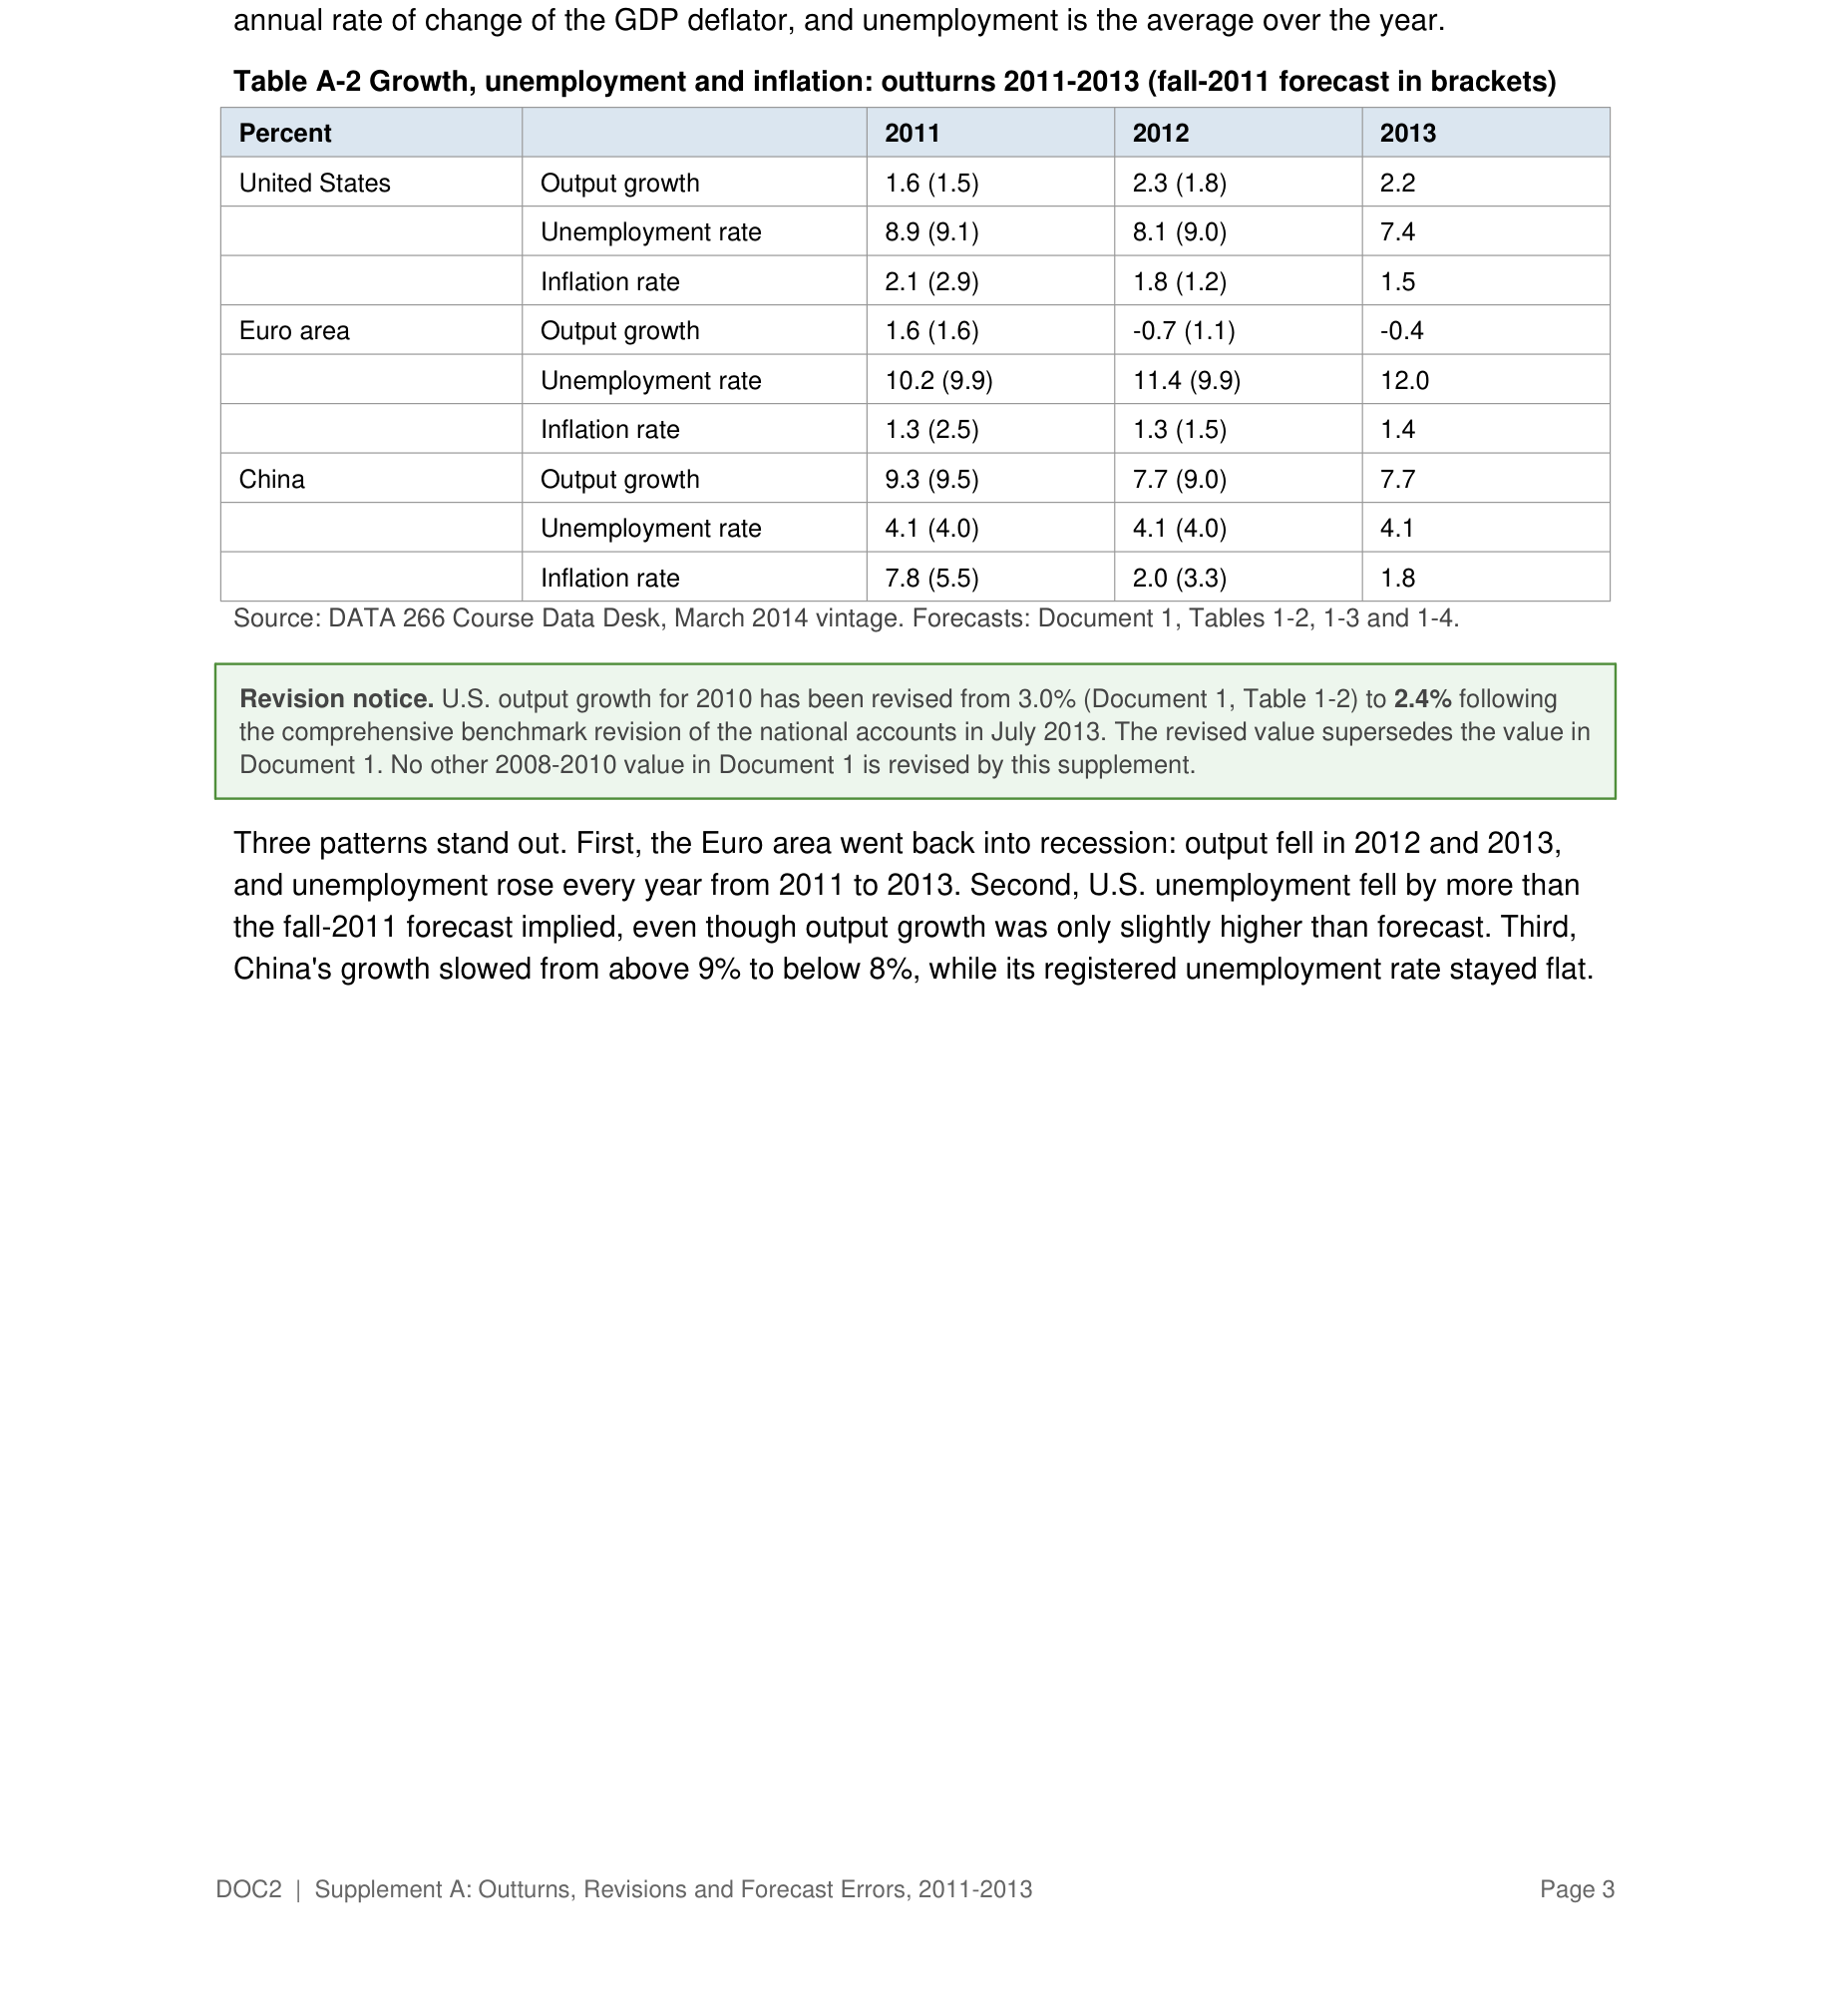 annual rate of change of the GDP deflator, and unemployment is the average over the year.
Table A-2 Growth, unemployment and inflation: outturns 2011-2013 (fall-2011 forecast in brackets)
Percent 2011 2012 2013
United States Output growth 1.6 (1.5) 2.3 (1.8) 2.2
Unemployment rate 8.9 (9.1) 8.1 (9.0) 7.4
Inflation rate 2.1 (2.9) 1.8 (1.2) 1.5
Euro area Output growth 1.6 (1.6) -0.7 (1.1) -0.4
Unemployment rate 10.2 (9.9) 11.4 (9.9) 12.0
Inflation rate 1.3 (2.5) 1.3 (1.5) 1.4
China Output growth 9.3 (9.5) 7.7 (9.0) 7.7
Unemployment rate 4.1 (4.0) 4.1 (4.0) 4.1
Inflation rate 7.8 (5.5) 2.0 (3.3) 1.8
Source: DATA 266 Course Data Desk, March 2014 vintage. Forecasts: Document 1, Tables 1-2, 1-3 and 1-4.
Revision notice. U.S. output growth for 2010 has been revised from 3.0% (Document 1, Table 1-2) to 2.4% following
the comprehensive benchmark revision of the national accounts in July 2013. The revised value supersedes the value in
Document 1. No other 2008-2010 value in Document 1 is revised by this supplement.
Three patterns stand out. First, the Euro area went back into recession: output fell in 2012 and 2013,
and unemployment rose every year from 2011 to 2013. Second, U.S. unemployment fell by more than
the fall-2011 forecast implied, even though output growth was only slightly higher than forecast. Third,
China's growth slowed from above 9% to below 8%, while its registered unemployment rate stayed flat.
DOC2 | Supplement A: Outturns, Revisions and Forecast Errors, 2011-2013 Page 3